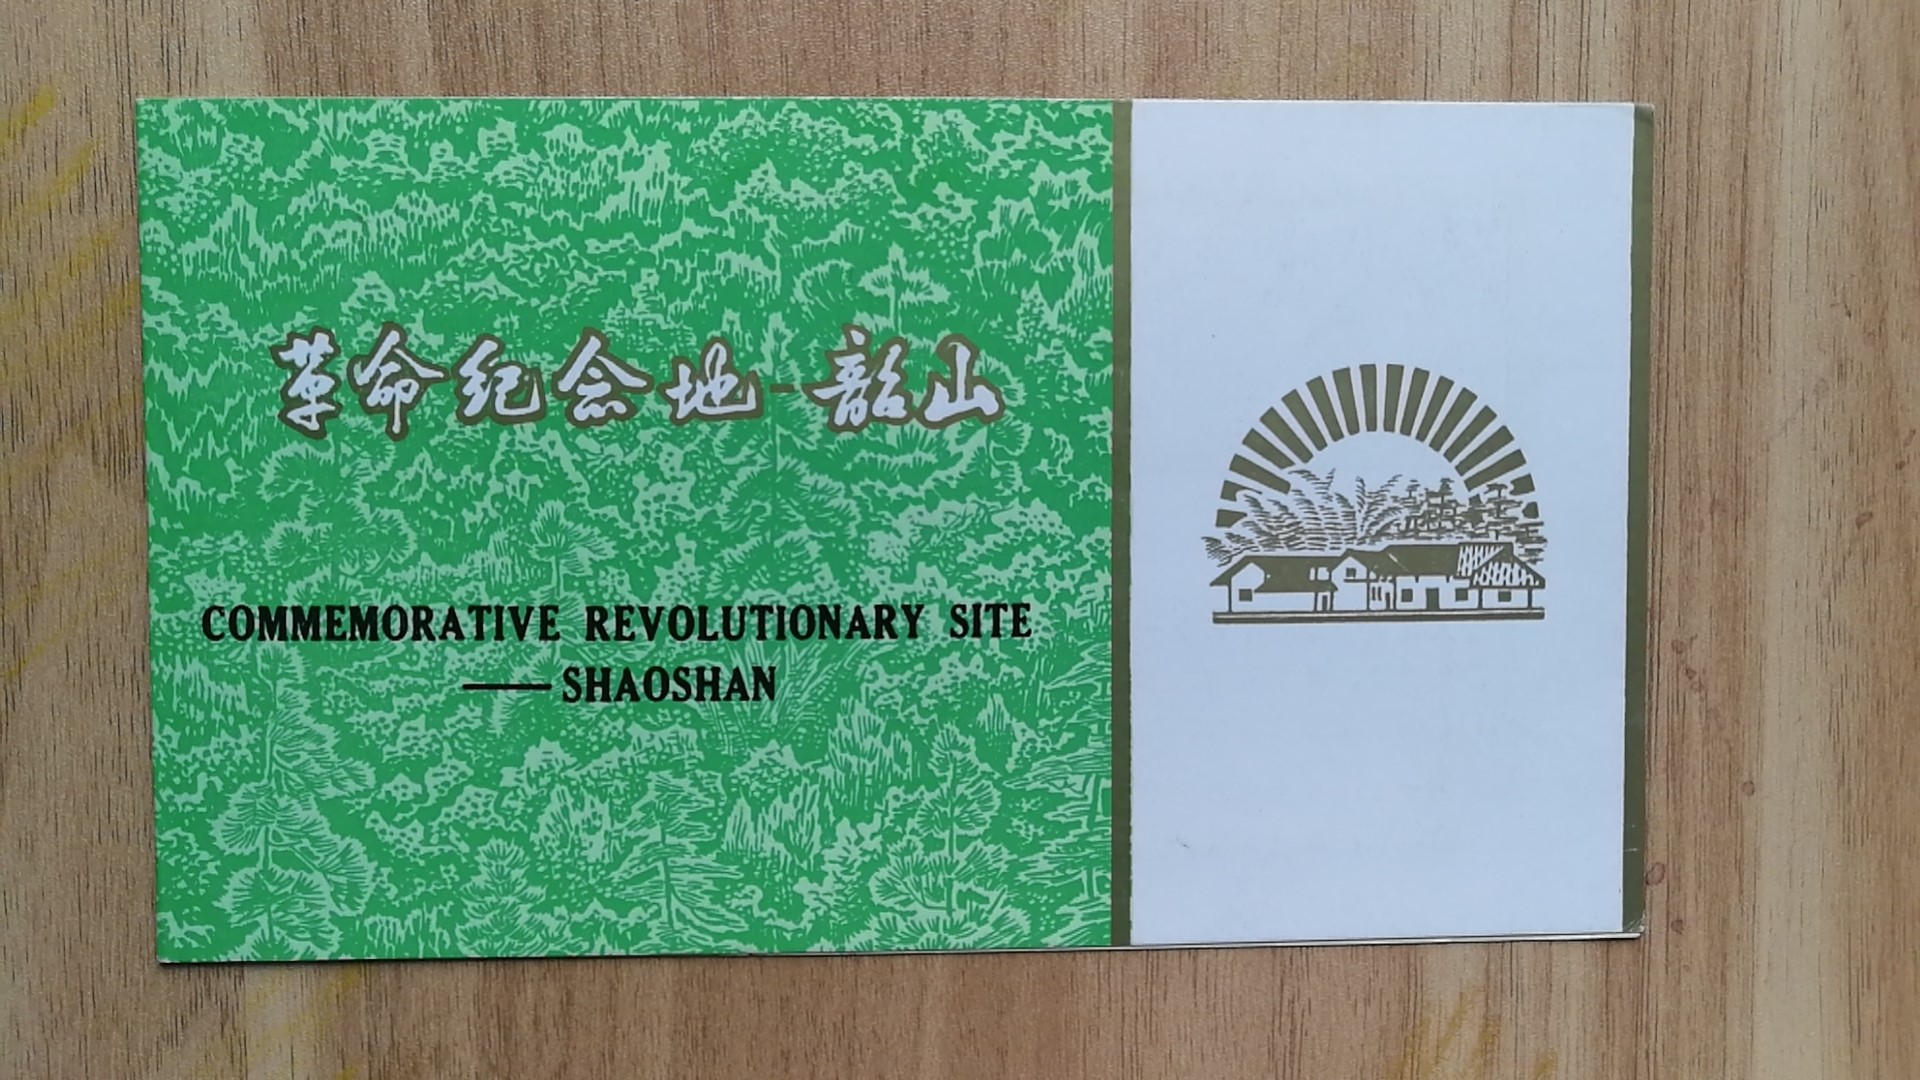 革命纪念地-韶山
COMMEMORATIVE REVOLUTIONARY SITE
——SHAOSHAN